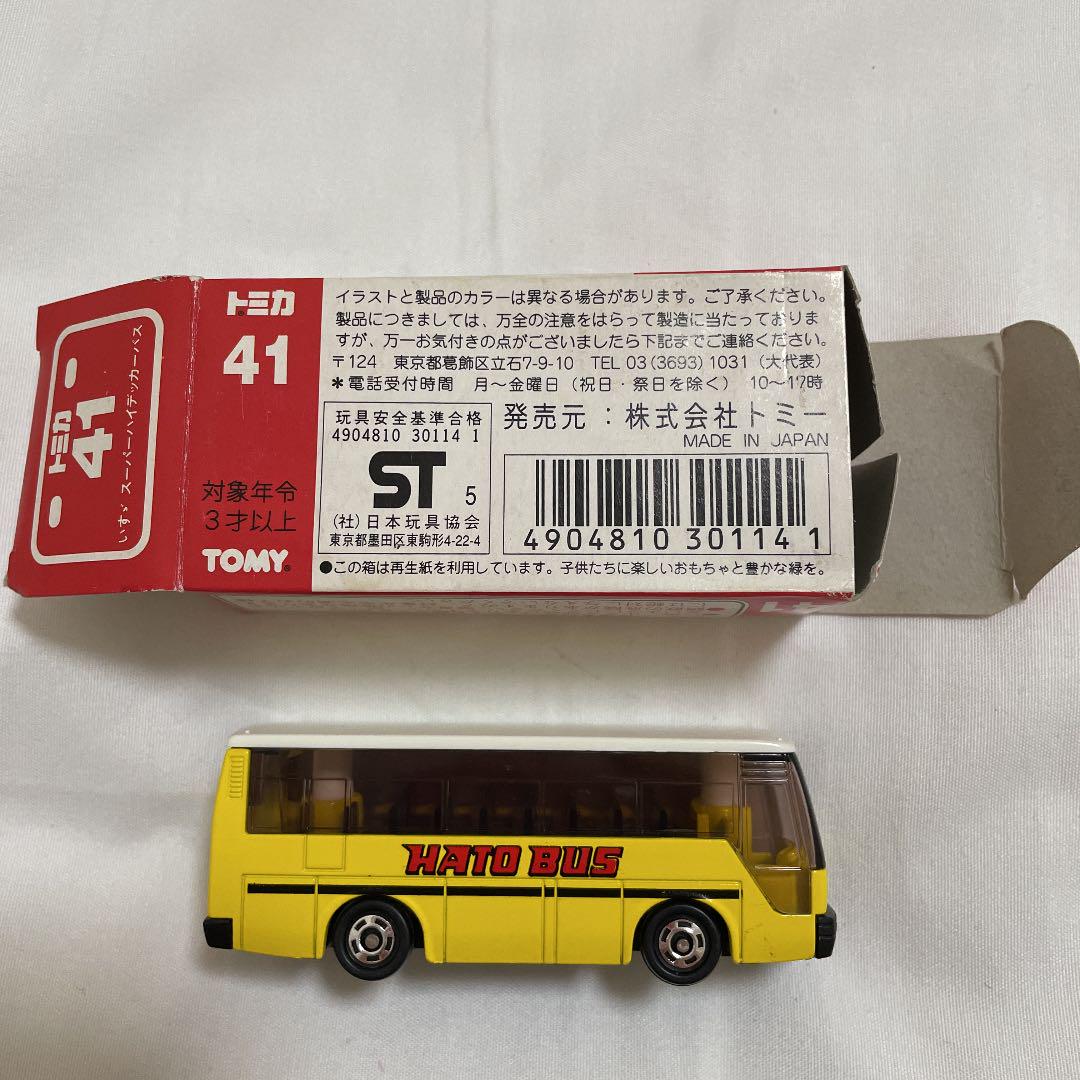 トミカ
41
いすゞ スーパーハイデッカーバス
トミカ
41
対象年令
3才以上
TOMY
イラストと製品のカラーは異なる場合があります。ご了承ください。
製品につきましては、万全の注意をはらって製造に当たっておりま
すが、万一お気付きの点がございましたら下記までご連絡ください。
〒124 東京都葛飾区立石7-9-10 TEL 03(3693)1031(大代表)
*電話受付時間 月～金曜日(祝日・祭日を除く) 10～17時
玩具安全基準合格
4904810 30114 1
ST 5
(社)日本玩具協会
東京都墨田区東駒形4-22-4
発売元：株式会社トミー
MADE IN JAPAN
4904810 301141
●この箱は再生紙を利用しています。子供たちに楽しいおもちゃと豊かな緑を。
HATO BUS